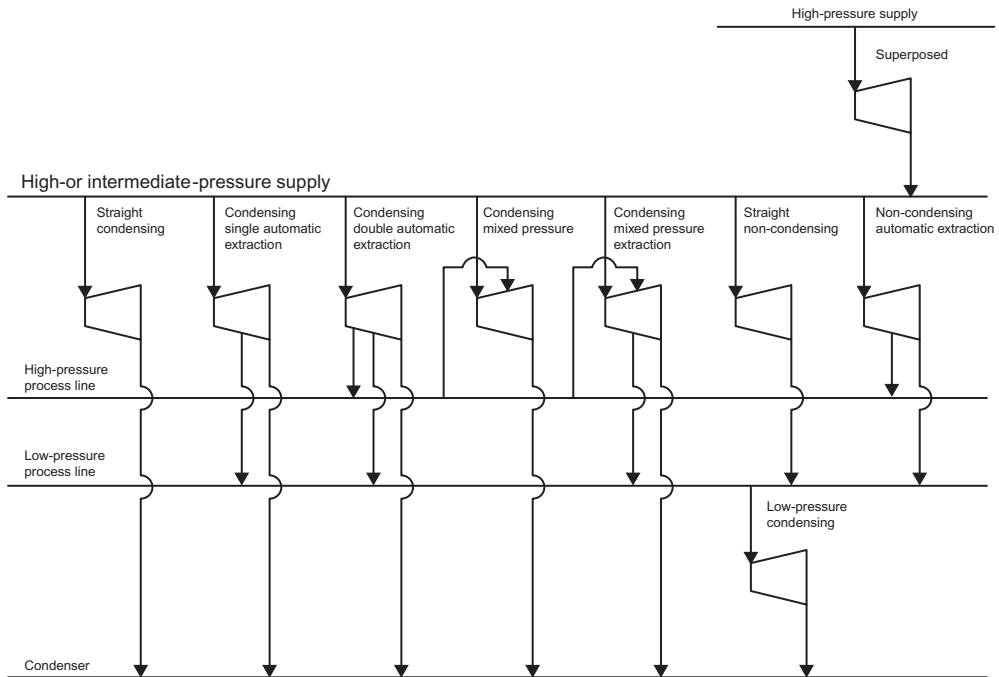 High-pressure supply
Superposed
High-or intermediate-pressure supply
Straight
condensing
Condensing
single automatic
extraction
Condensing
double automatic
extraction
Condensing
mixed pressure
Condensing
mixed pressure
extraction
Straight
non-condensing
Non-condensing
automatic extraction
High-pressure
process line
Low-pressure
process line
Low-pressure
condensing
Condenser